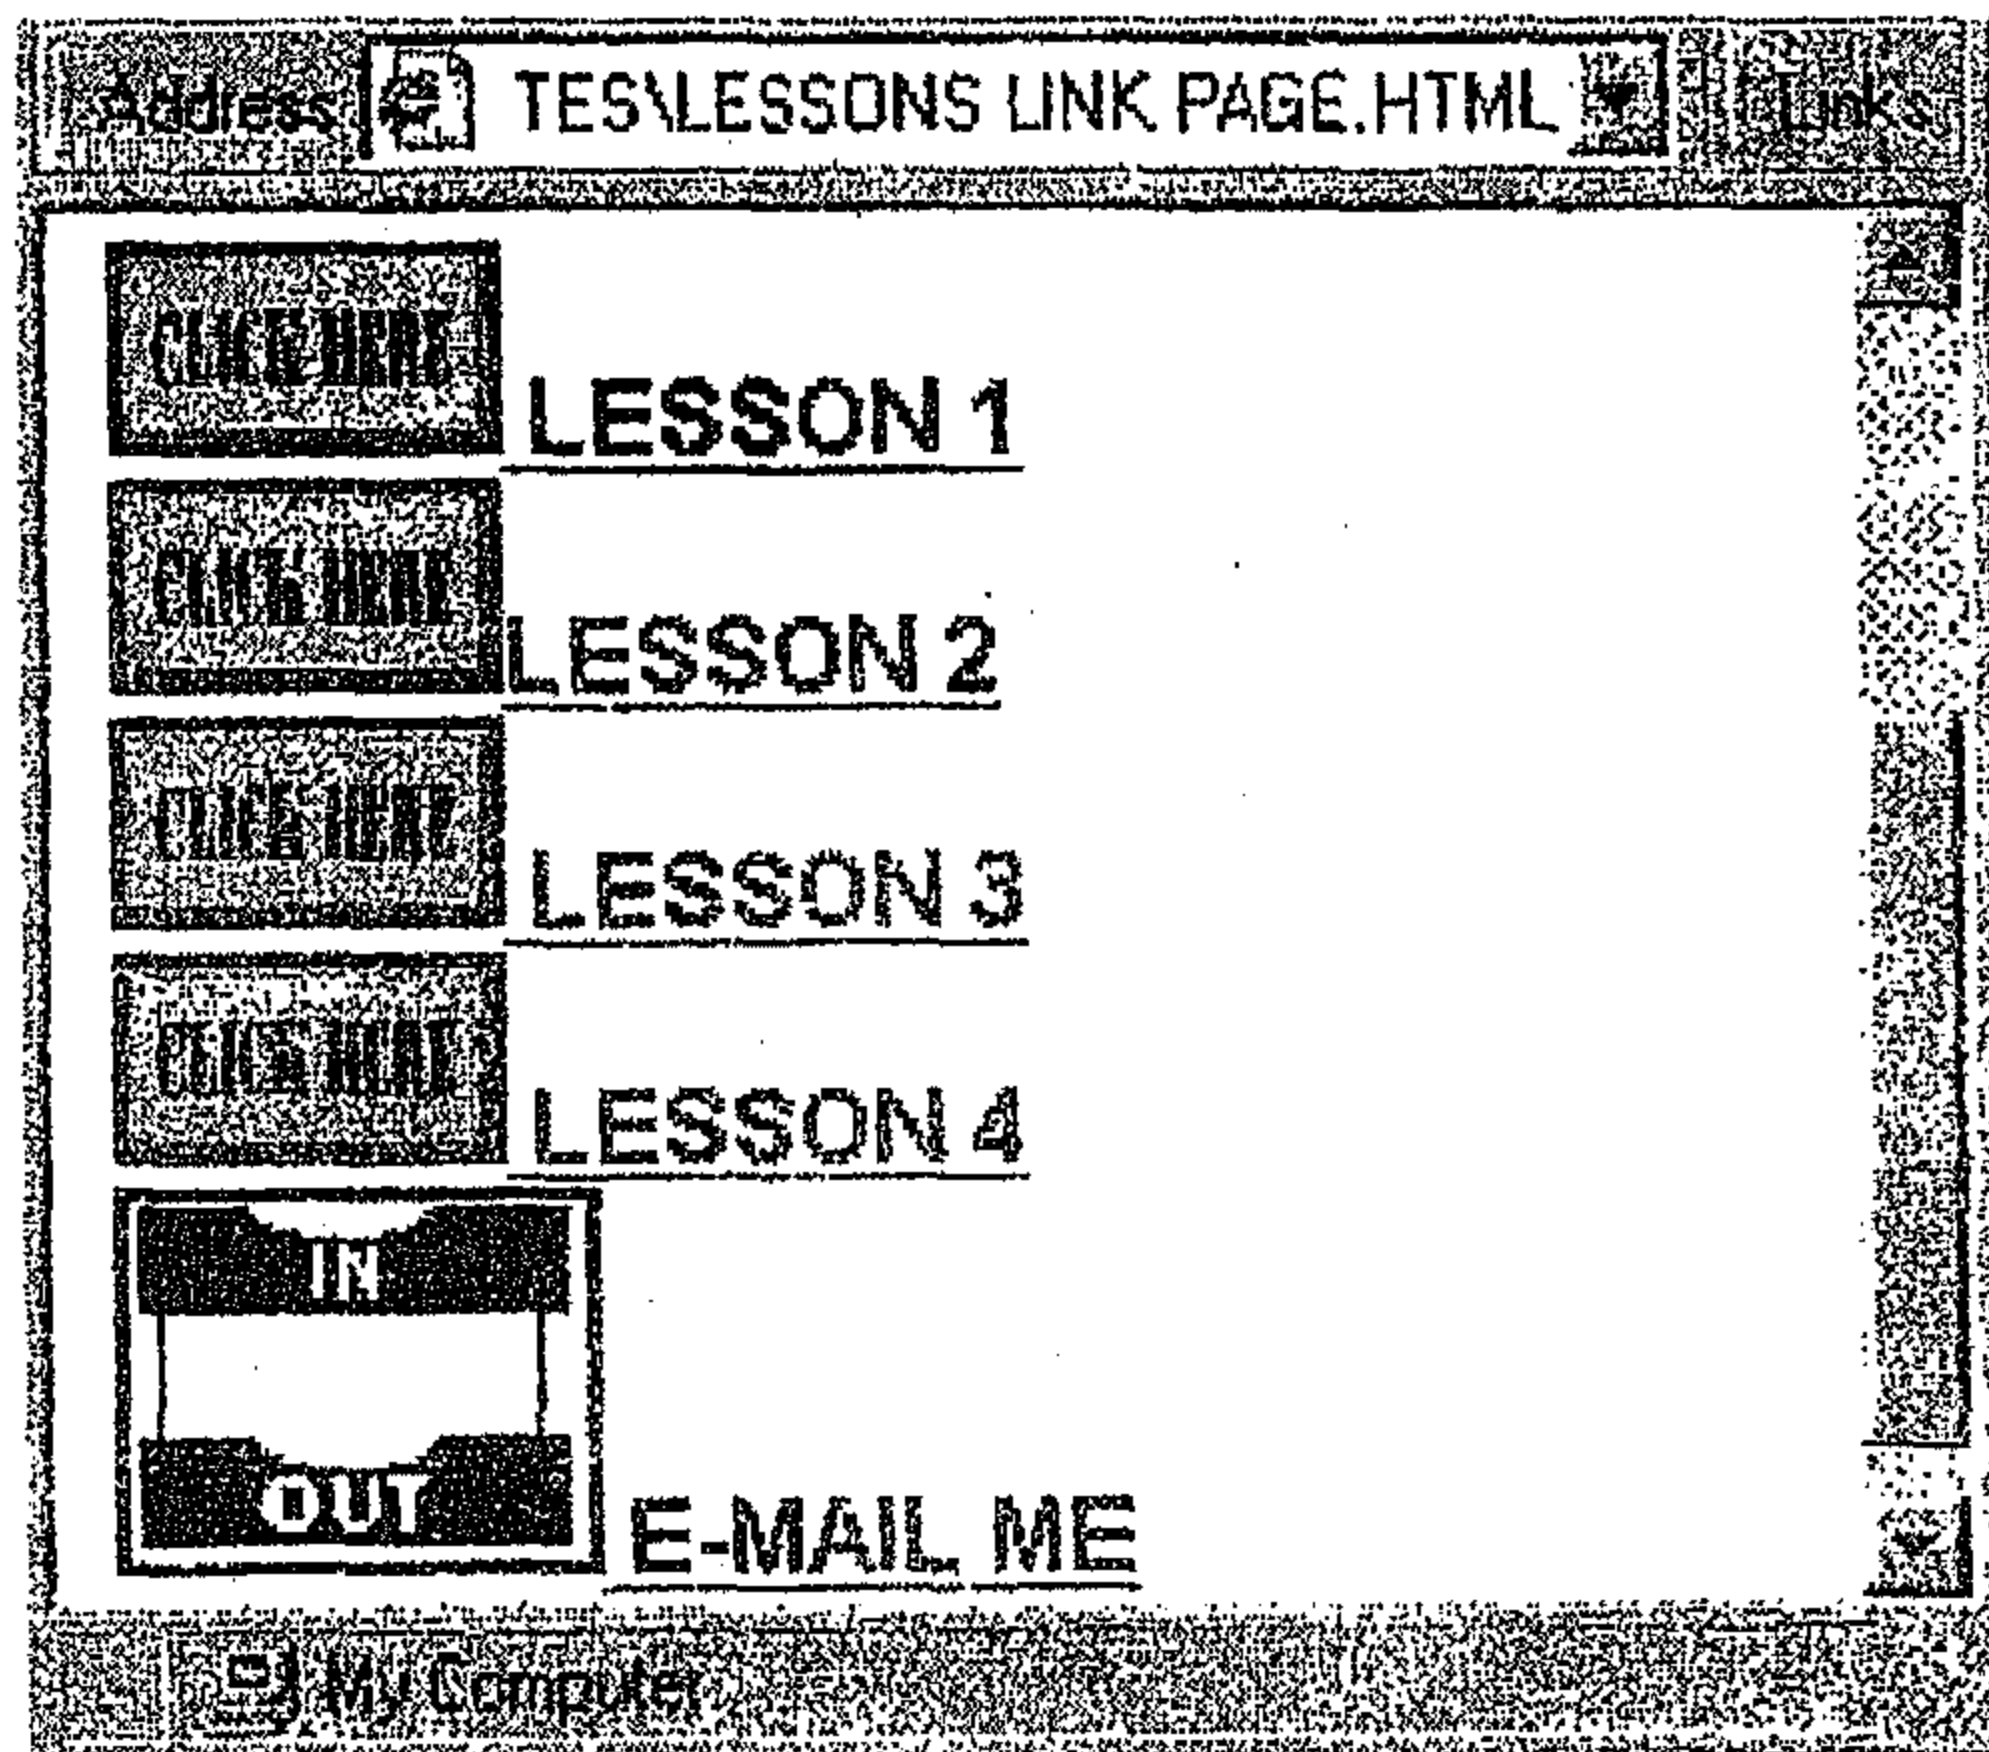 Address TES\LESSONS LINK PAGE.HTML Links
CLICK HERE LESSON 1
CLICK HERE LESSON 2
CLICK HERE LESSON 3
CLICK HERE LESSON 4
IN
OUT
E-MAIL ME
My Computer